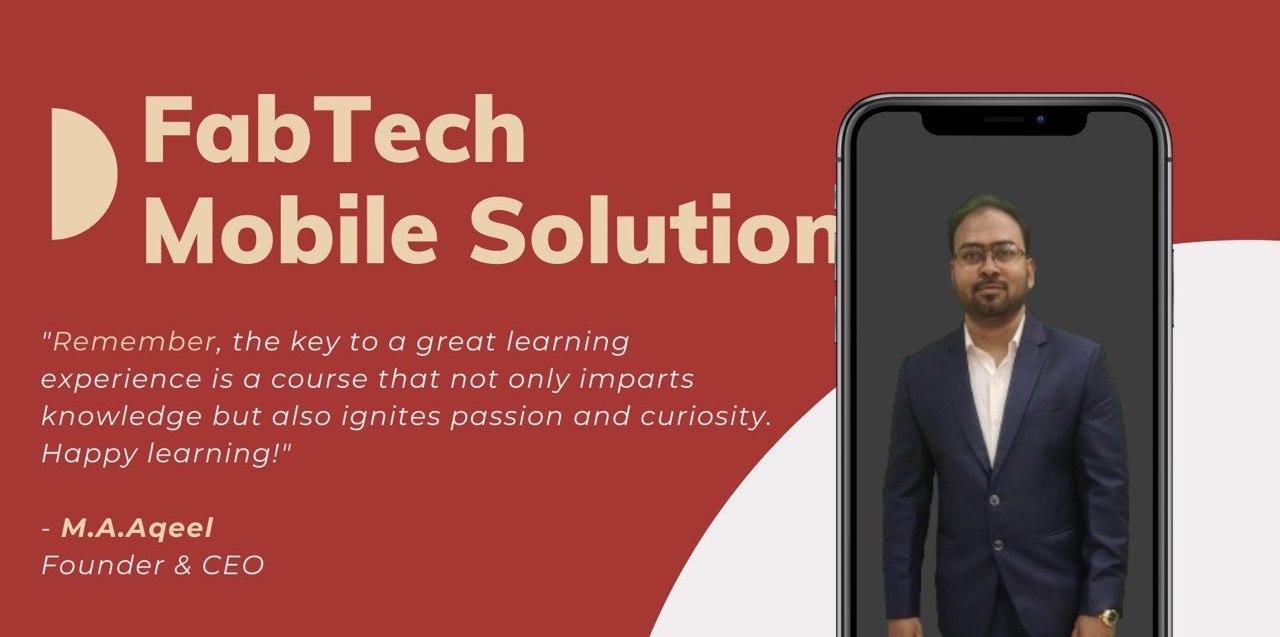 FabTech
Mobile Solution
"Remember, the key to a great learning
experience is a course that not only imparts
knowledge but also ignites passion and curiosity.
Happy learning!"
- M.A.Aqeel
Founder & CEO